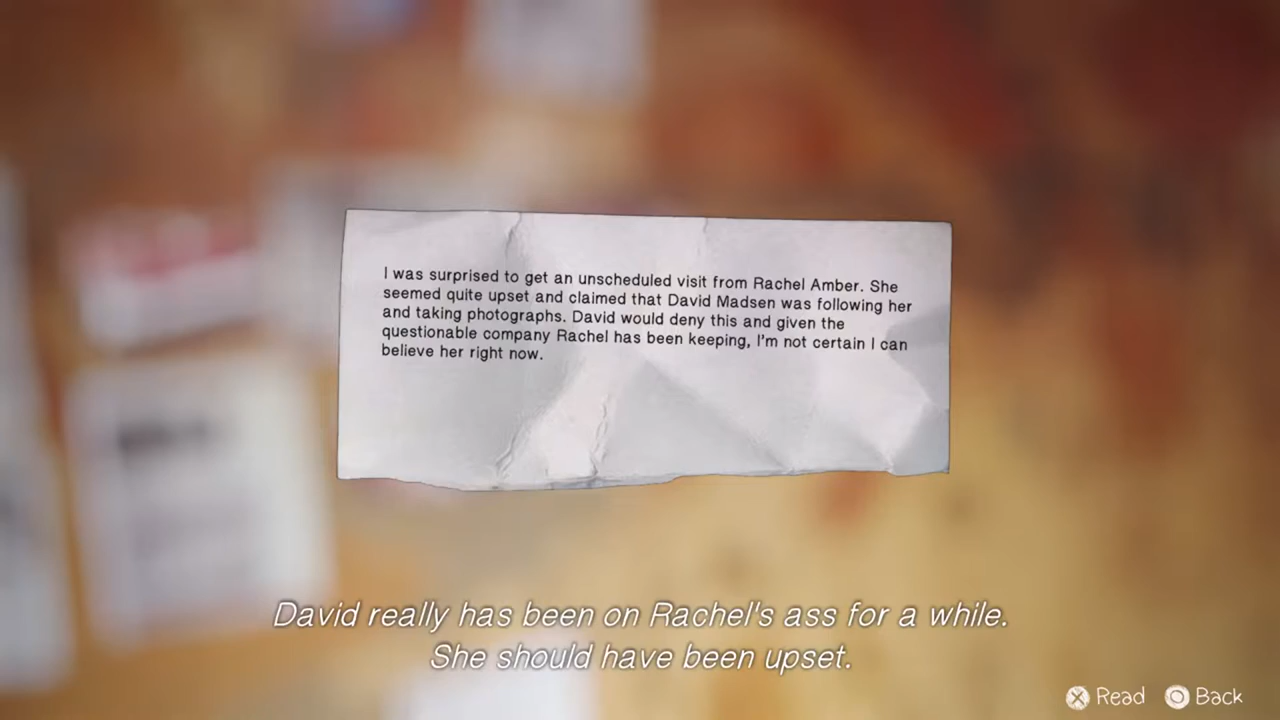 I was surprised to get an unscheduled visit from Rachel Amber. She
seemed quite upset and claimed that David Madsen was following her
and taking photographs. David would deny this and given the
questionable company Rachel has been keeping, I'm not certain I can
believe her right now.
David really has been on Rachel's ass for a while.
She should have been upset.
Read Back